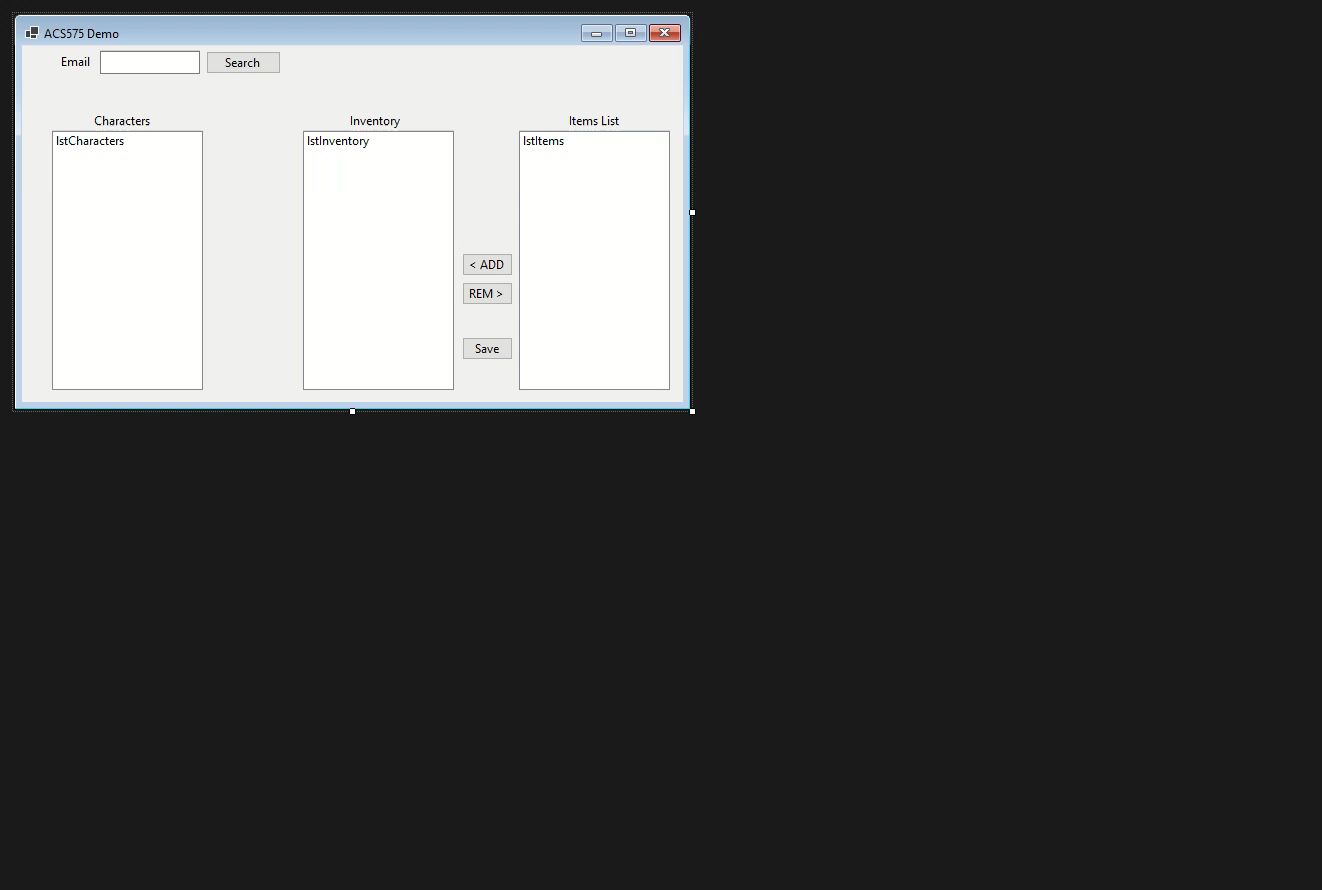 ACS575 Demo
Email
Search
Characters
Inventory
Items List
lstCharacters
lstInventory
lstItems
< ADD
REM >
Save